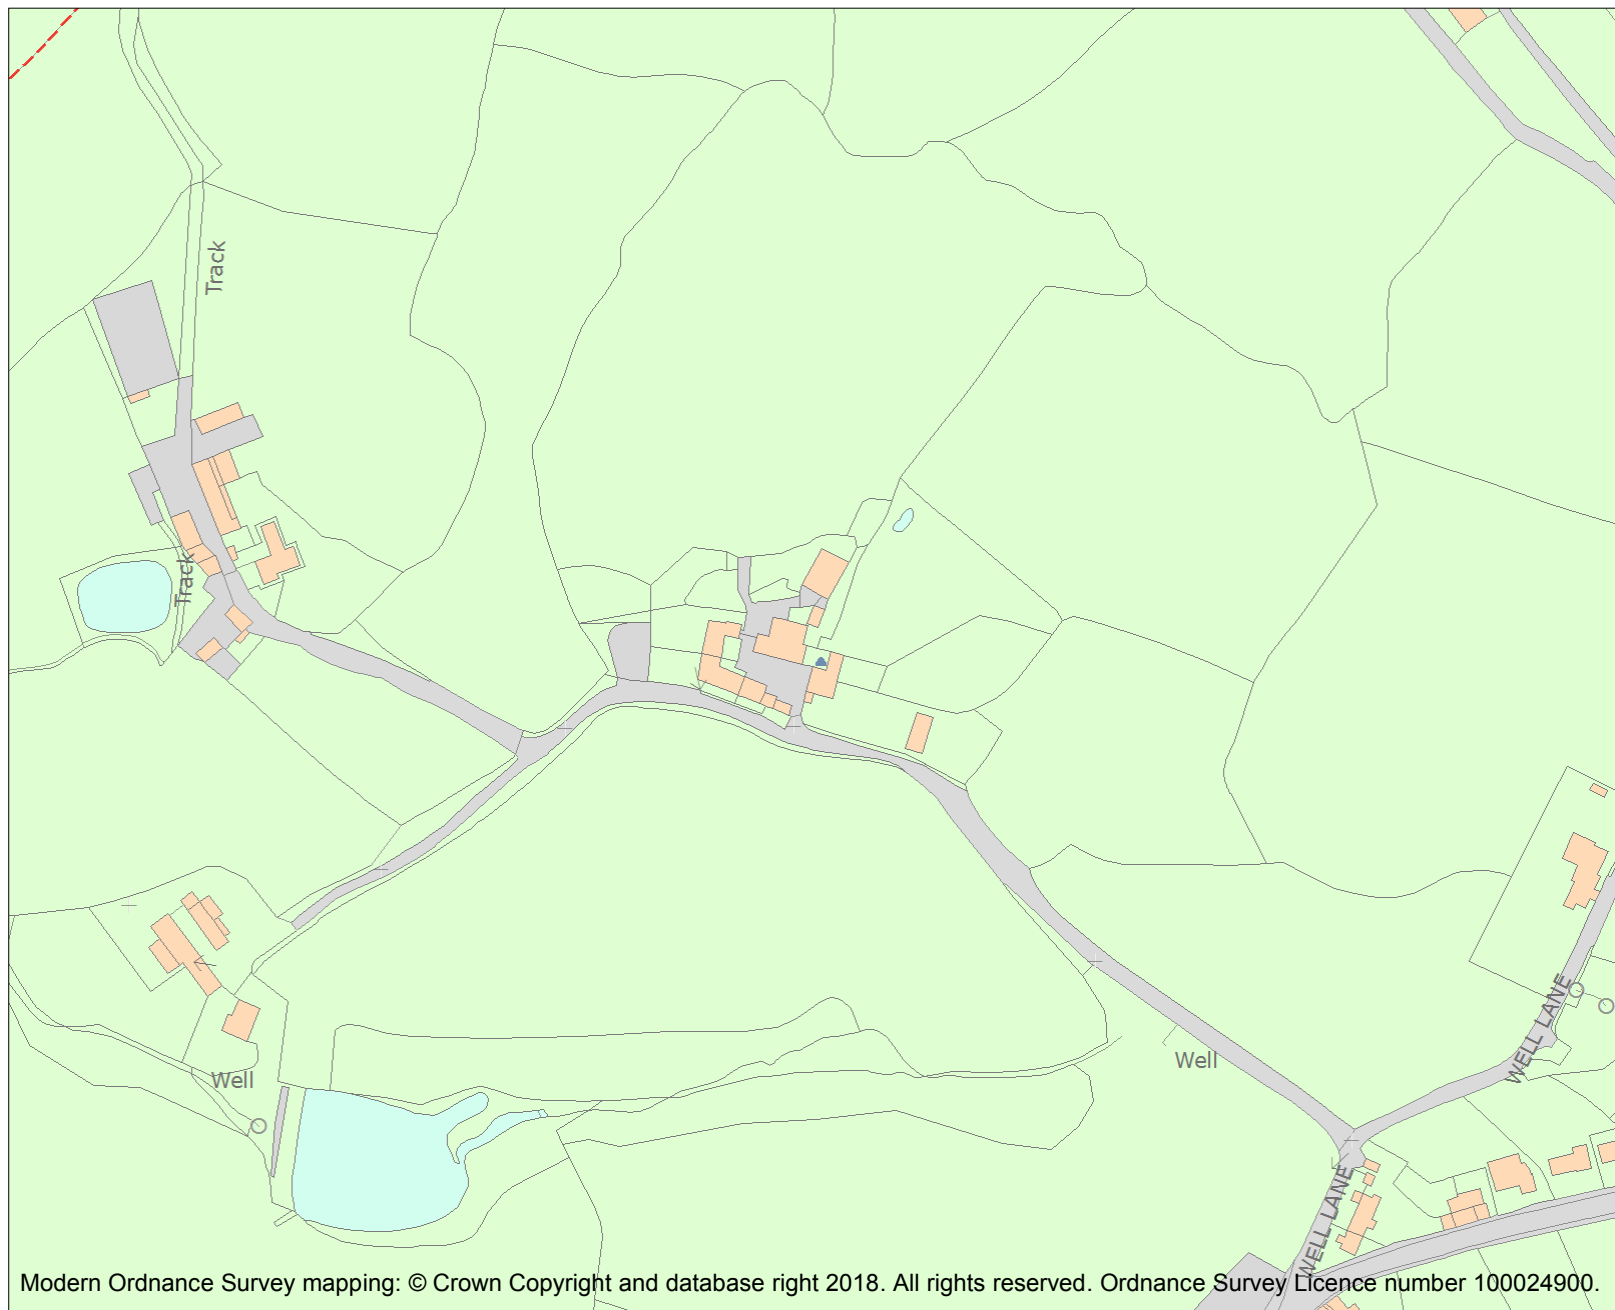 Track
Track
WELL LANE
Well
Well
WELL LANE
Modern Ordnance Survey mapping: © Crown Copyright and database right 2018. All rights reserved. Ordnance Survey Licence number 100024900.